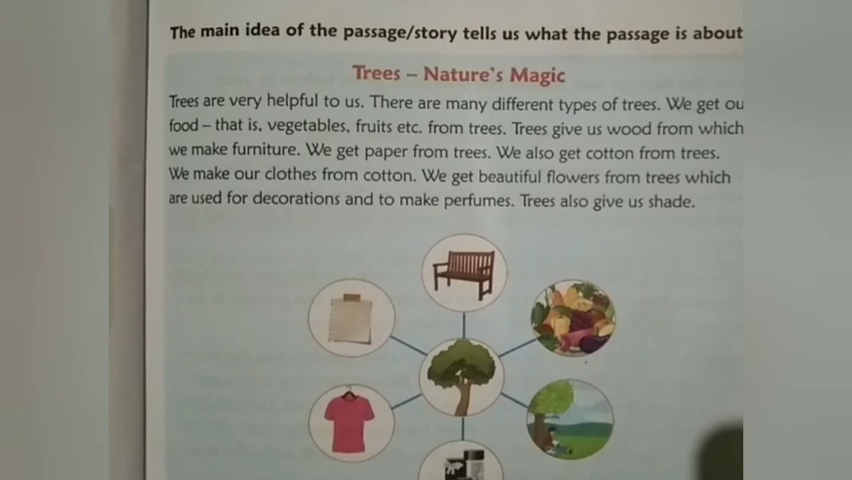 The main idea of the passage/story tells us what the passage is about
Trees – Nature's Magic
Trees are very helpful to us. There are many different types of trees. We get
food – that is, vegetables, fruits etc. from trees. Trees give us wood from which
we make furniture. We get paper from trees. We also get cotton from trees.
We make our clothes from cotton. We get beautiful flowers from trees which
are used for decorations and to make perfumes. Trees also give us shade.